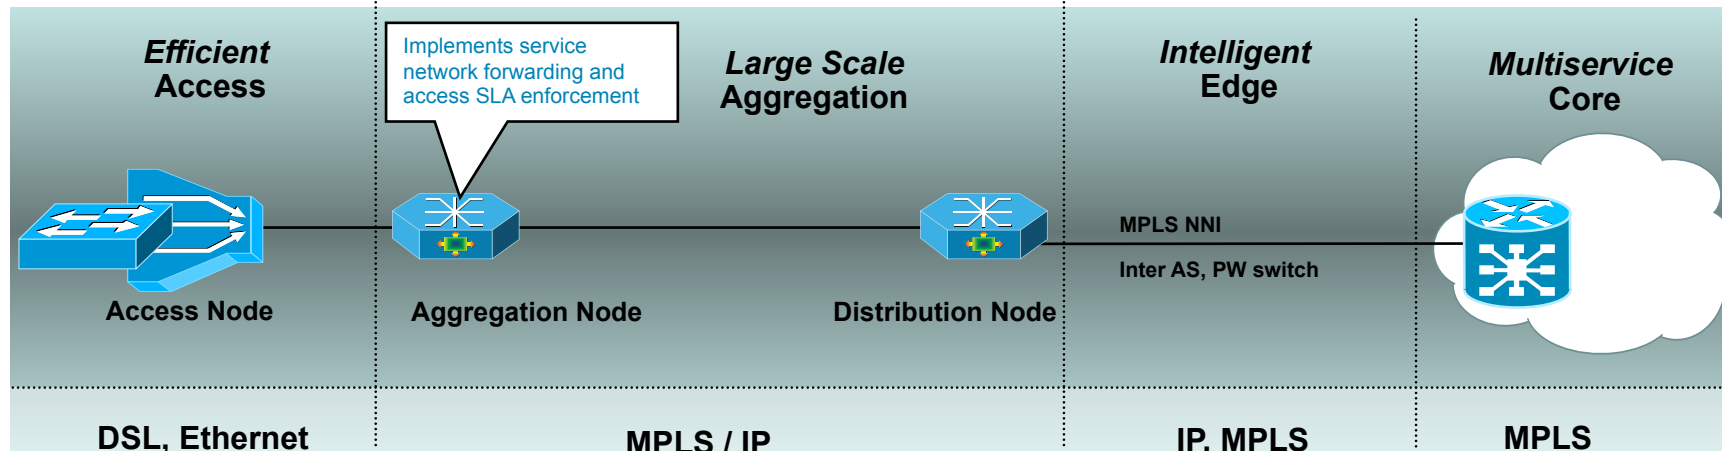 Efficient
Access
Implements service
network forwarding and
access SLA enforcement
Large Scale
Aggregation
Intelligent
Edge
Multiservice
Core
MPLS NNI
Inter AS, PW switch
Access Node
Aggregation Node
Distribution Node
DSL, Ethernet
MPLS / IP
IP, MPLS
MPLS